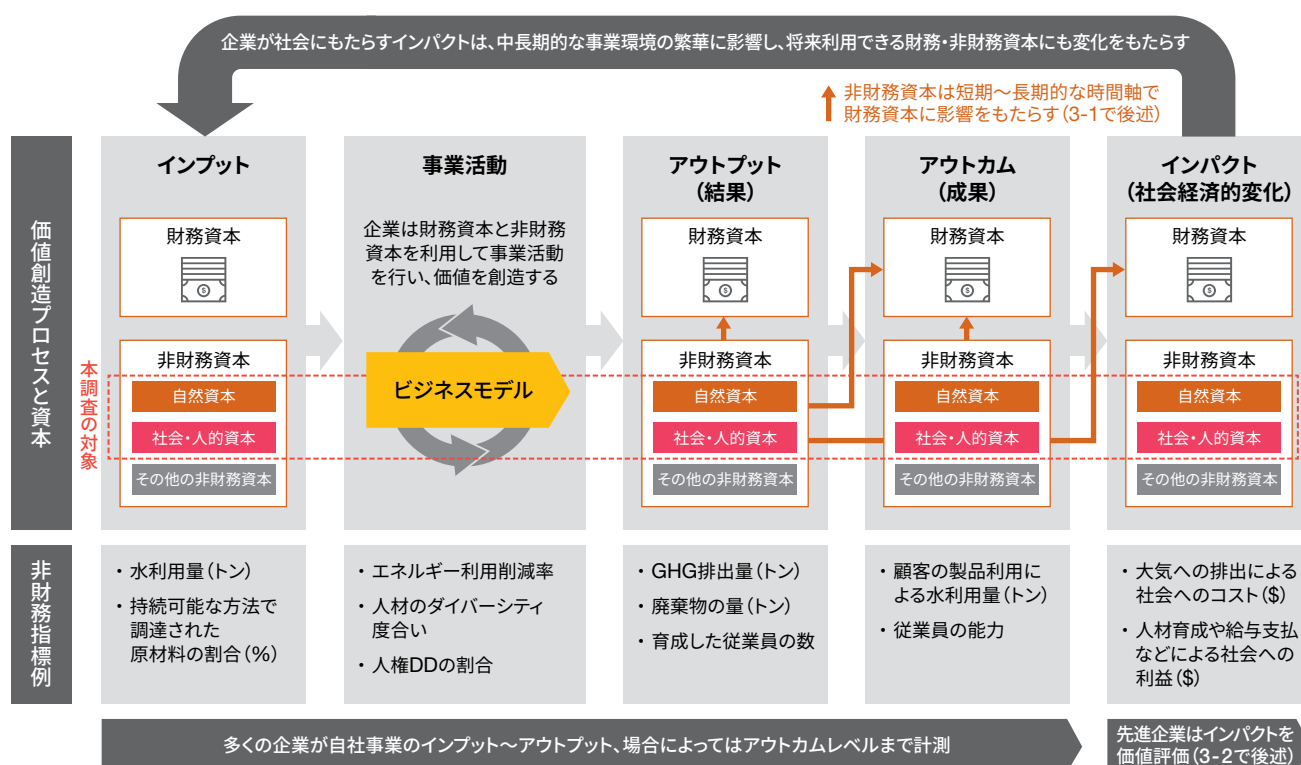 企業が社会にもたらすインパクトは、中長期的な事業環境の繁華に影響し、将来利用できる財務・非財務資本にも変化をもたらす
非財務資本は短期～長期的な時間軸で
財務資本に影響をもたらす(3-1で後述)
価値創造プロセスと資本
本調査の対象
インプット
財務資本
非財務資本
自然資本
社会・人的資本
その他の非財務資本
事業活動
企業は財務資本と非財務
資本を利用して事業活動
を行い、価値を創造する
ビジネスモデル
アウトプット
(結果)
財務資本
非財務資本
自然資本
社会・人的資本
その他の非財務資本
アウトカム
(成果)
財務資本
非財務資本
自然資本
社会・人的資本
その他の非財務資本
インパクト
(社会経済的変化)
財務資本
非財務資本
自然資本
社会・人的資本
その他の非財務資本
非財務指標例
・水利用量(トン)
・持続可能な方法で
調達された
原材料の割合(%)
・エネルギー利用削減率
・人材のダイバーシティ
度合い
・人権DDの割合
・GHG排出量(トン)
・廃棄物の量(トン)
・育成した従業員の数
・顧客の製品利用に
よる水利用量(トン)
・従業員の能力
・大気への排出による
社会へのコスト($)
・人材育成や給与支払
などによる社会への
利益($)
多くの企業が自社事業のインプット～アウトプット、場合によってはアウトカムレベルまで計測
先進企業はインパクトを
価値評価(3-2で後述)